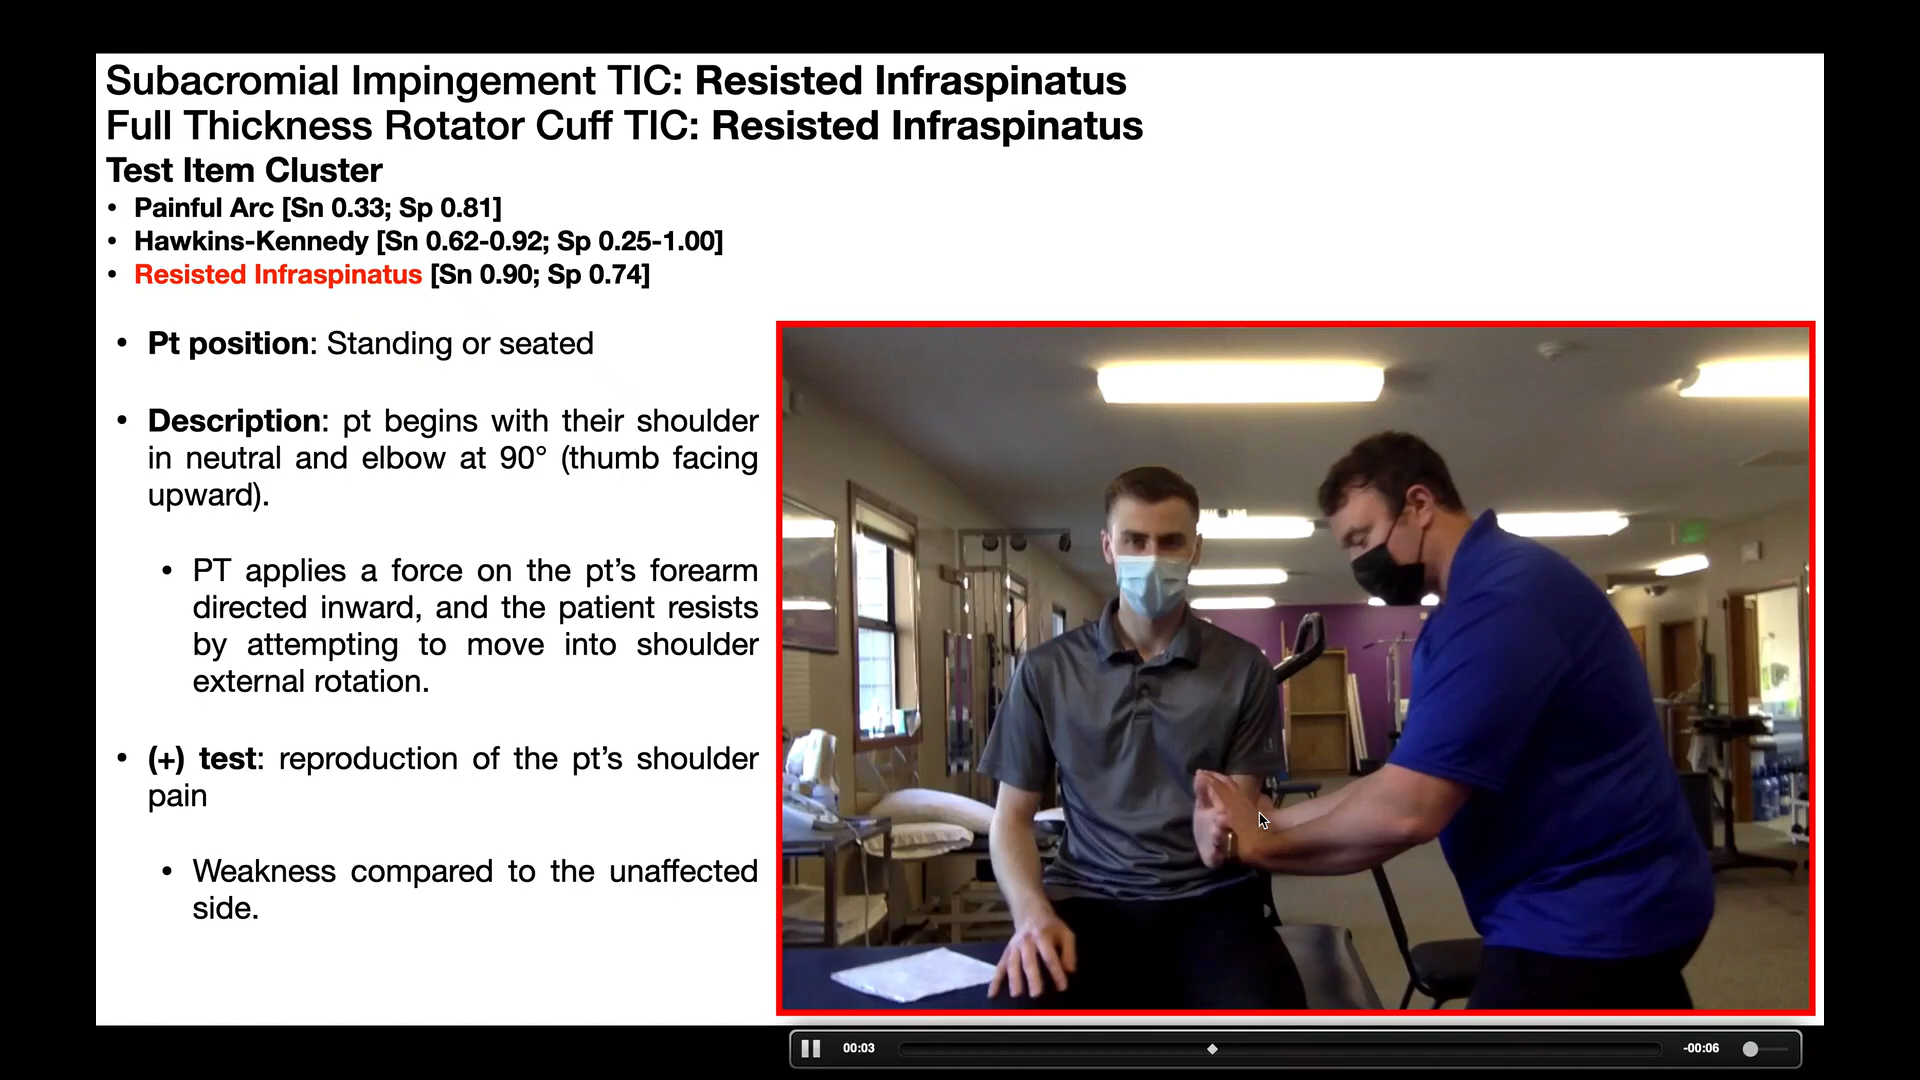 Subacromial Impingement TIC: Resisted Infraspinatus
Full Thickness Rotator Cuff TIC: Resisted Infraspinatus
Test Item Cluster
• Painful Arc [Sn 0.33; Sp 0.81]
• Hawkins-Kennedy [Sn 0.62-0.92; Sp 0.25-1.00]
• Resisted Infraspinatus [Sn 0.90; Sp 0.74]
• Pt position: Standing or seated
• Description: pt begins with their shoulder
in neutral and elbow at 90° (thumb facing
upward).
• PT applies a force on the pt’s forearm
directed inward, and the patient resists
by attempting to move into shoulder
external rotation.
• (+) test: reproduction of the pt’s shoulder
pain
• Weakness compared to the unaffected
side.
00:03
-00:06